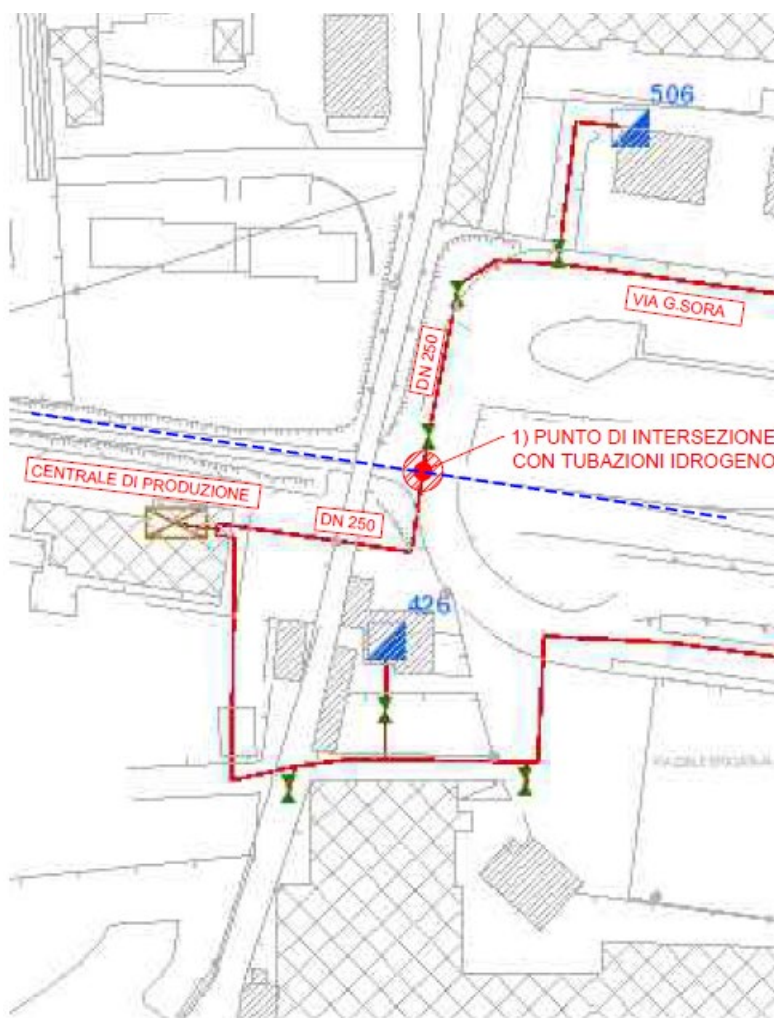 506
VIA G.SORA
DN 250
1) PUNTO DI INTERSEZIONE
CON TUBAZIONI IDROGENO
CENTRALE DI PRODUZIONE
DN 250
426